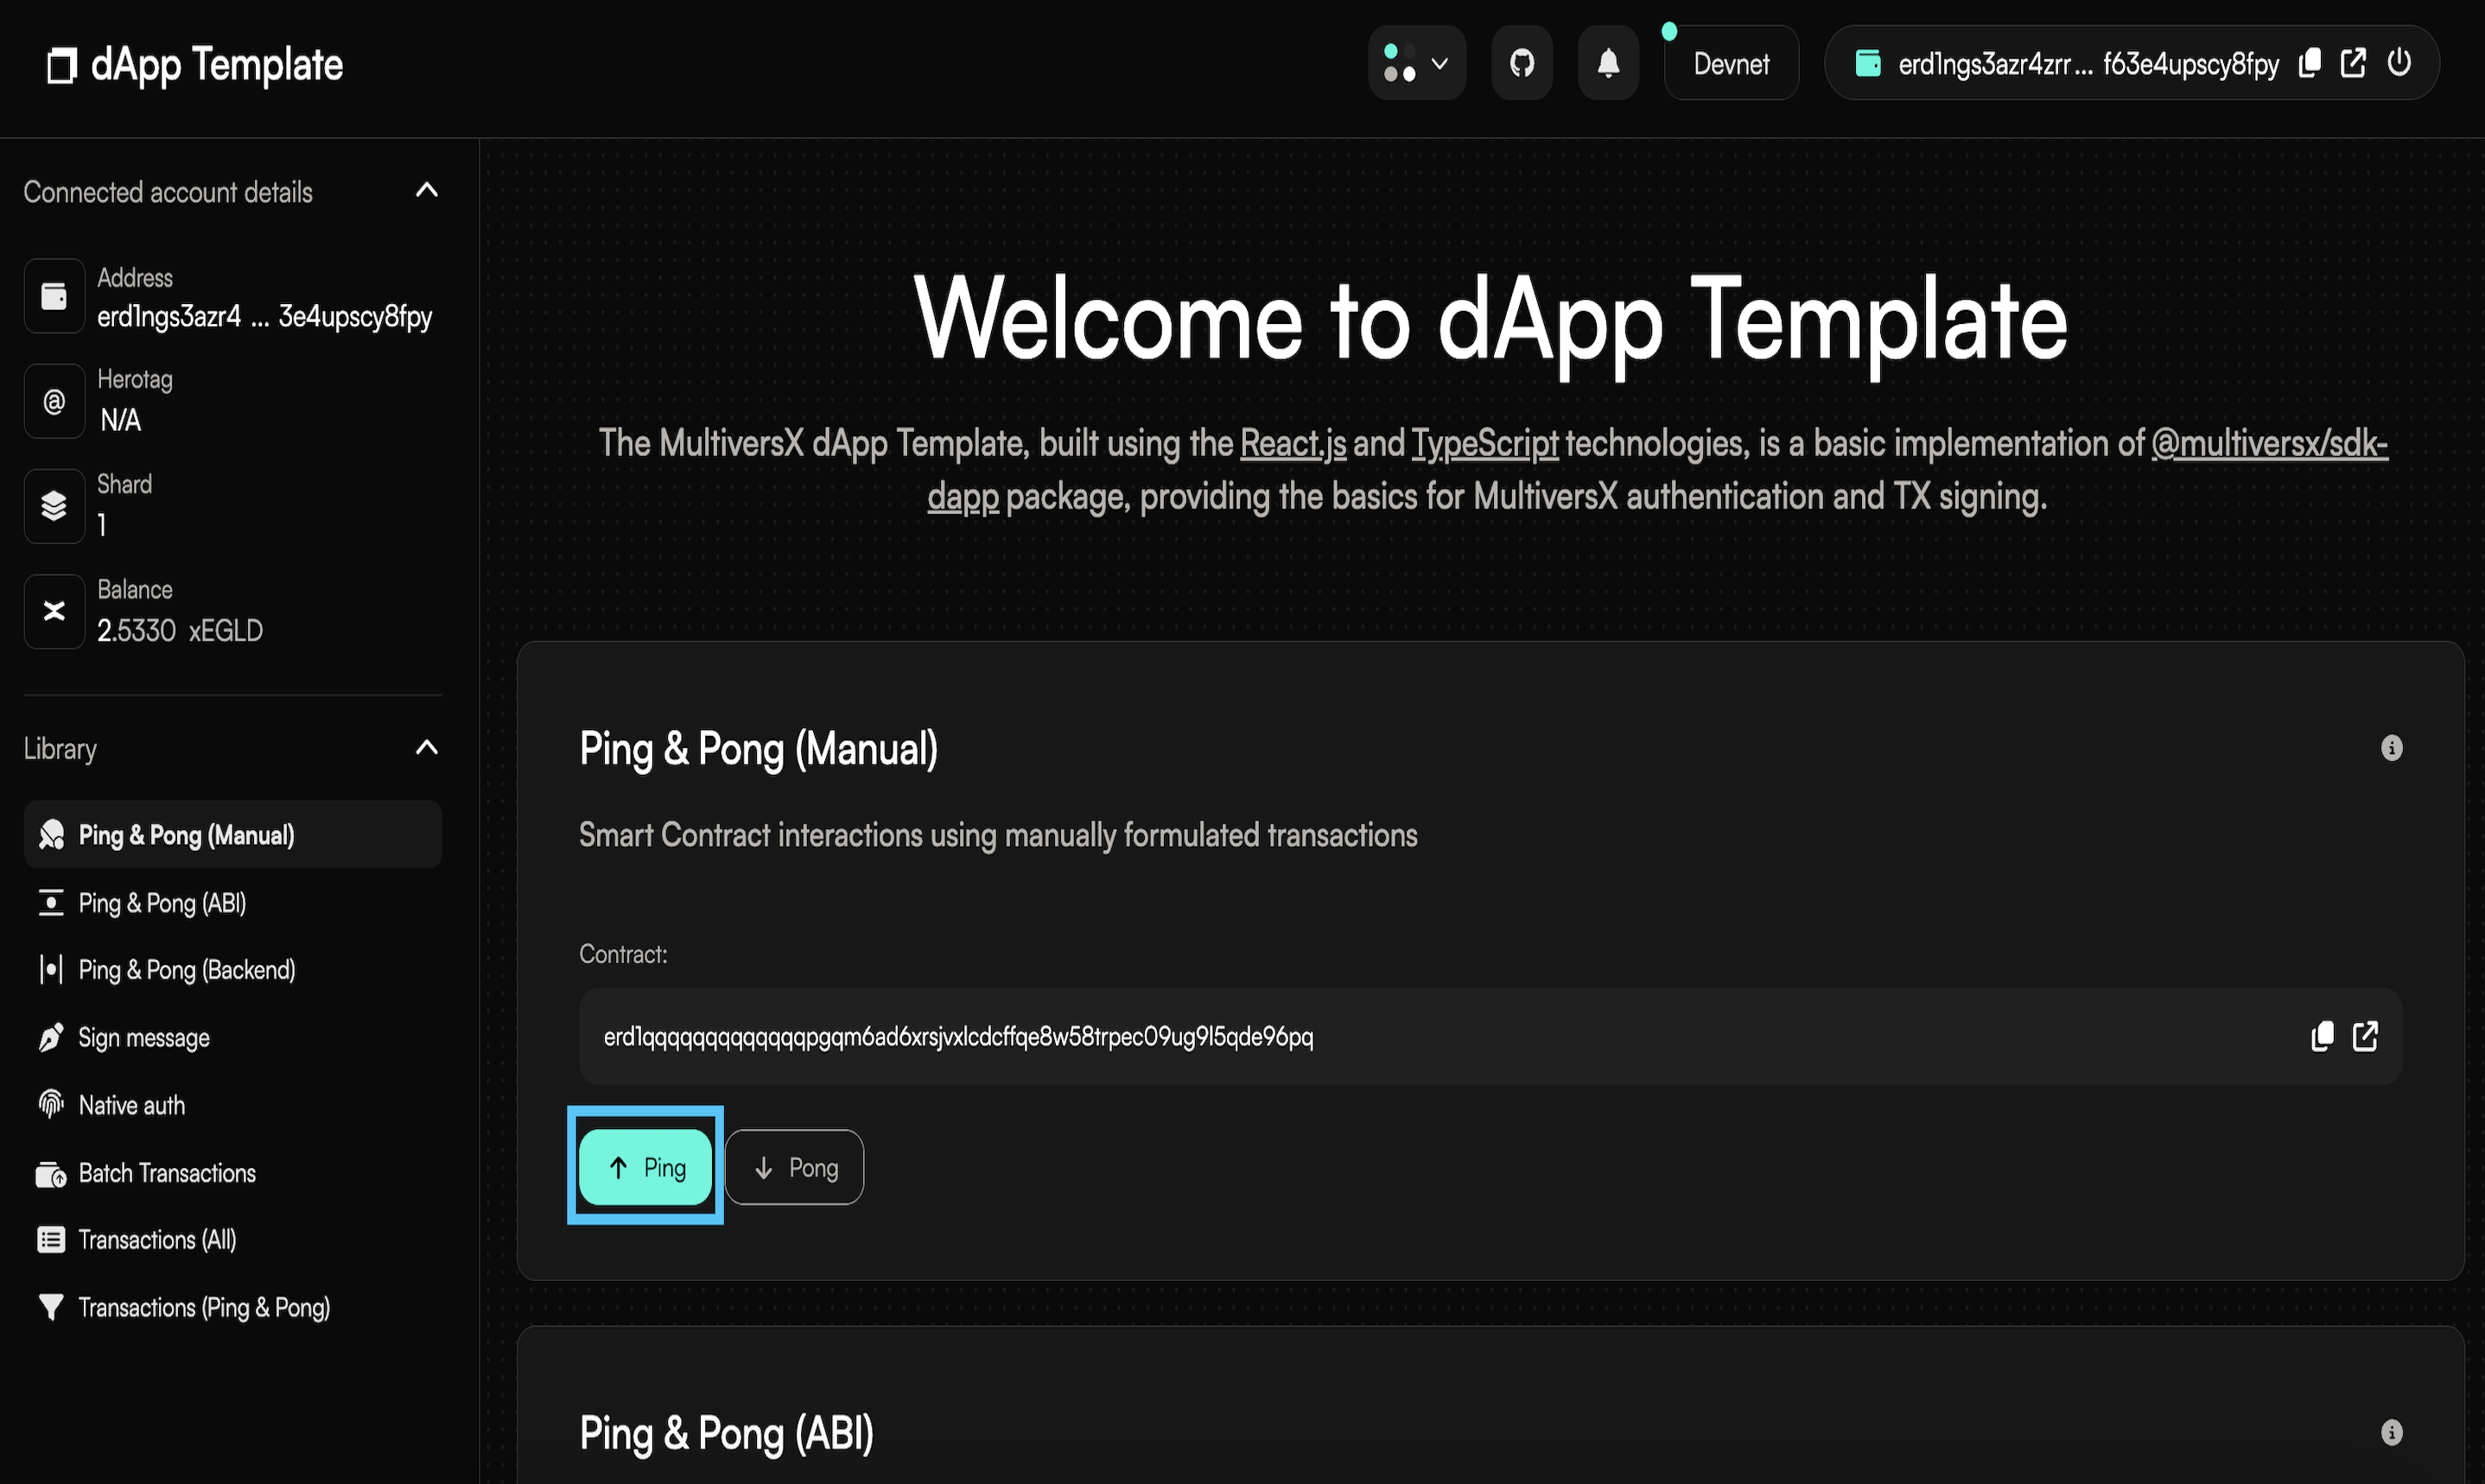 dApp Template
Devnet
erd1ngs3azr4zrr... f63e4upscy8fpy
Connected account details
Address
erd1ngs3azr4 ... 3e4upscy8fpy
@
Herotag
N/A
Shard
1
Balance
2.5330 xEGLD
Library
Ping & Pong (Manual)
Ping & Pong (ABI)
Ping & Pong (Backend)
Sign message
Native auth
Batch Transactions
Transactions (All)
Transactions (Ping & Pong)
Welcome to dApp Template
The MultiversX dApp Template, built using the React.js and TypeScript technologies, is a basic implementation of @multiversx/sdk-
dapp package, providing the basics for MultiversX authentication and TX signing.
Ping & Pong (Manual)
Smart Contract interactions using manually formulated transactions
Contract:
erd1qqqqqqqqqqqqqpgqm6ad6xrsjvxlcdcffqe8w58trpec09ug9l5qde96pq
Ping
Pong
Ping & Pong (ABI)